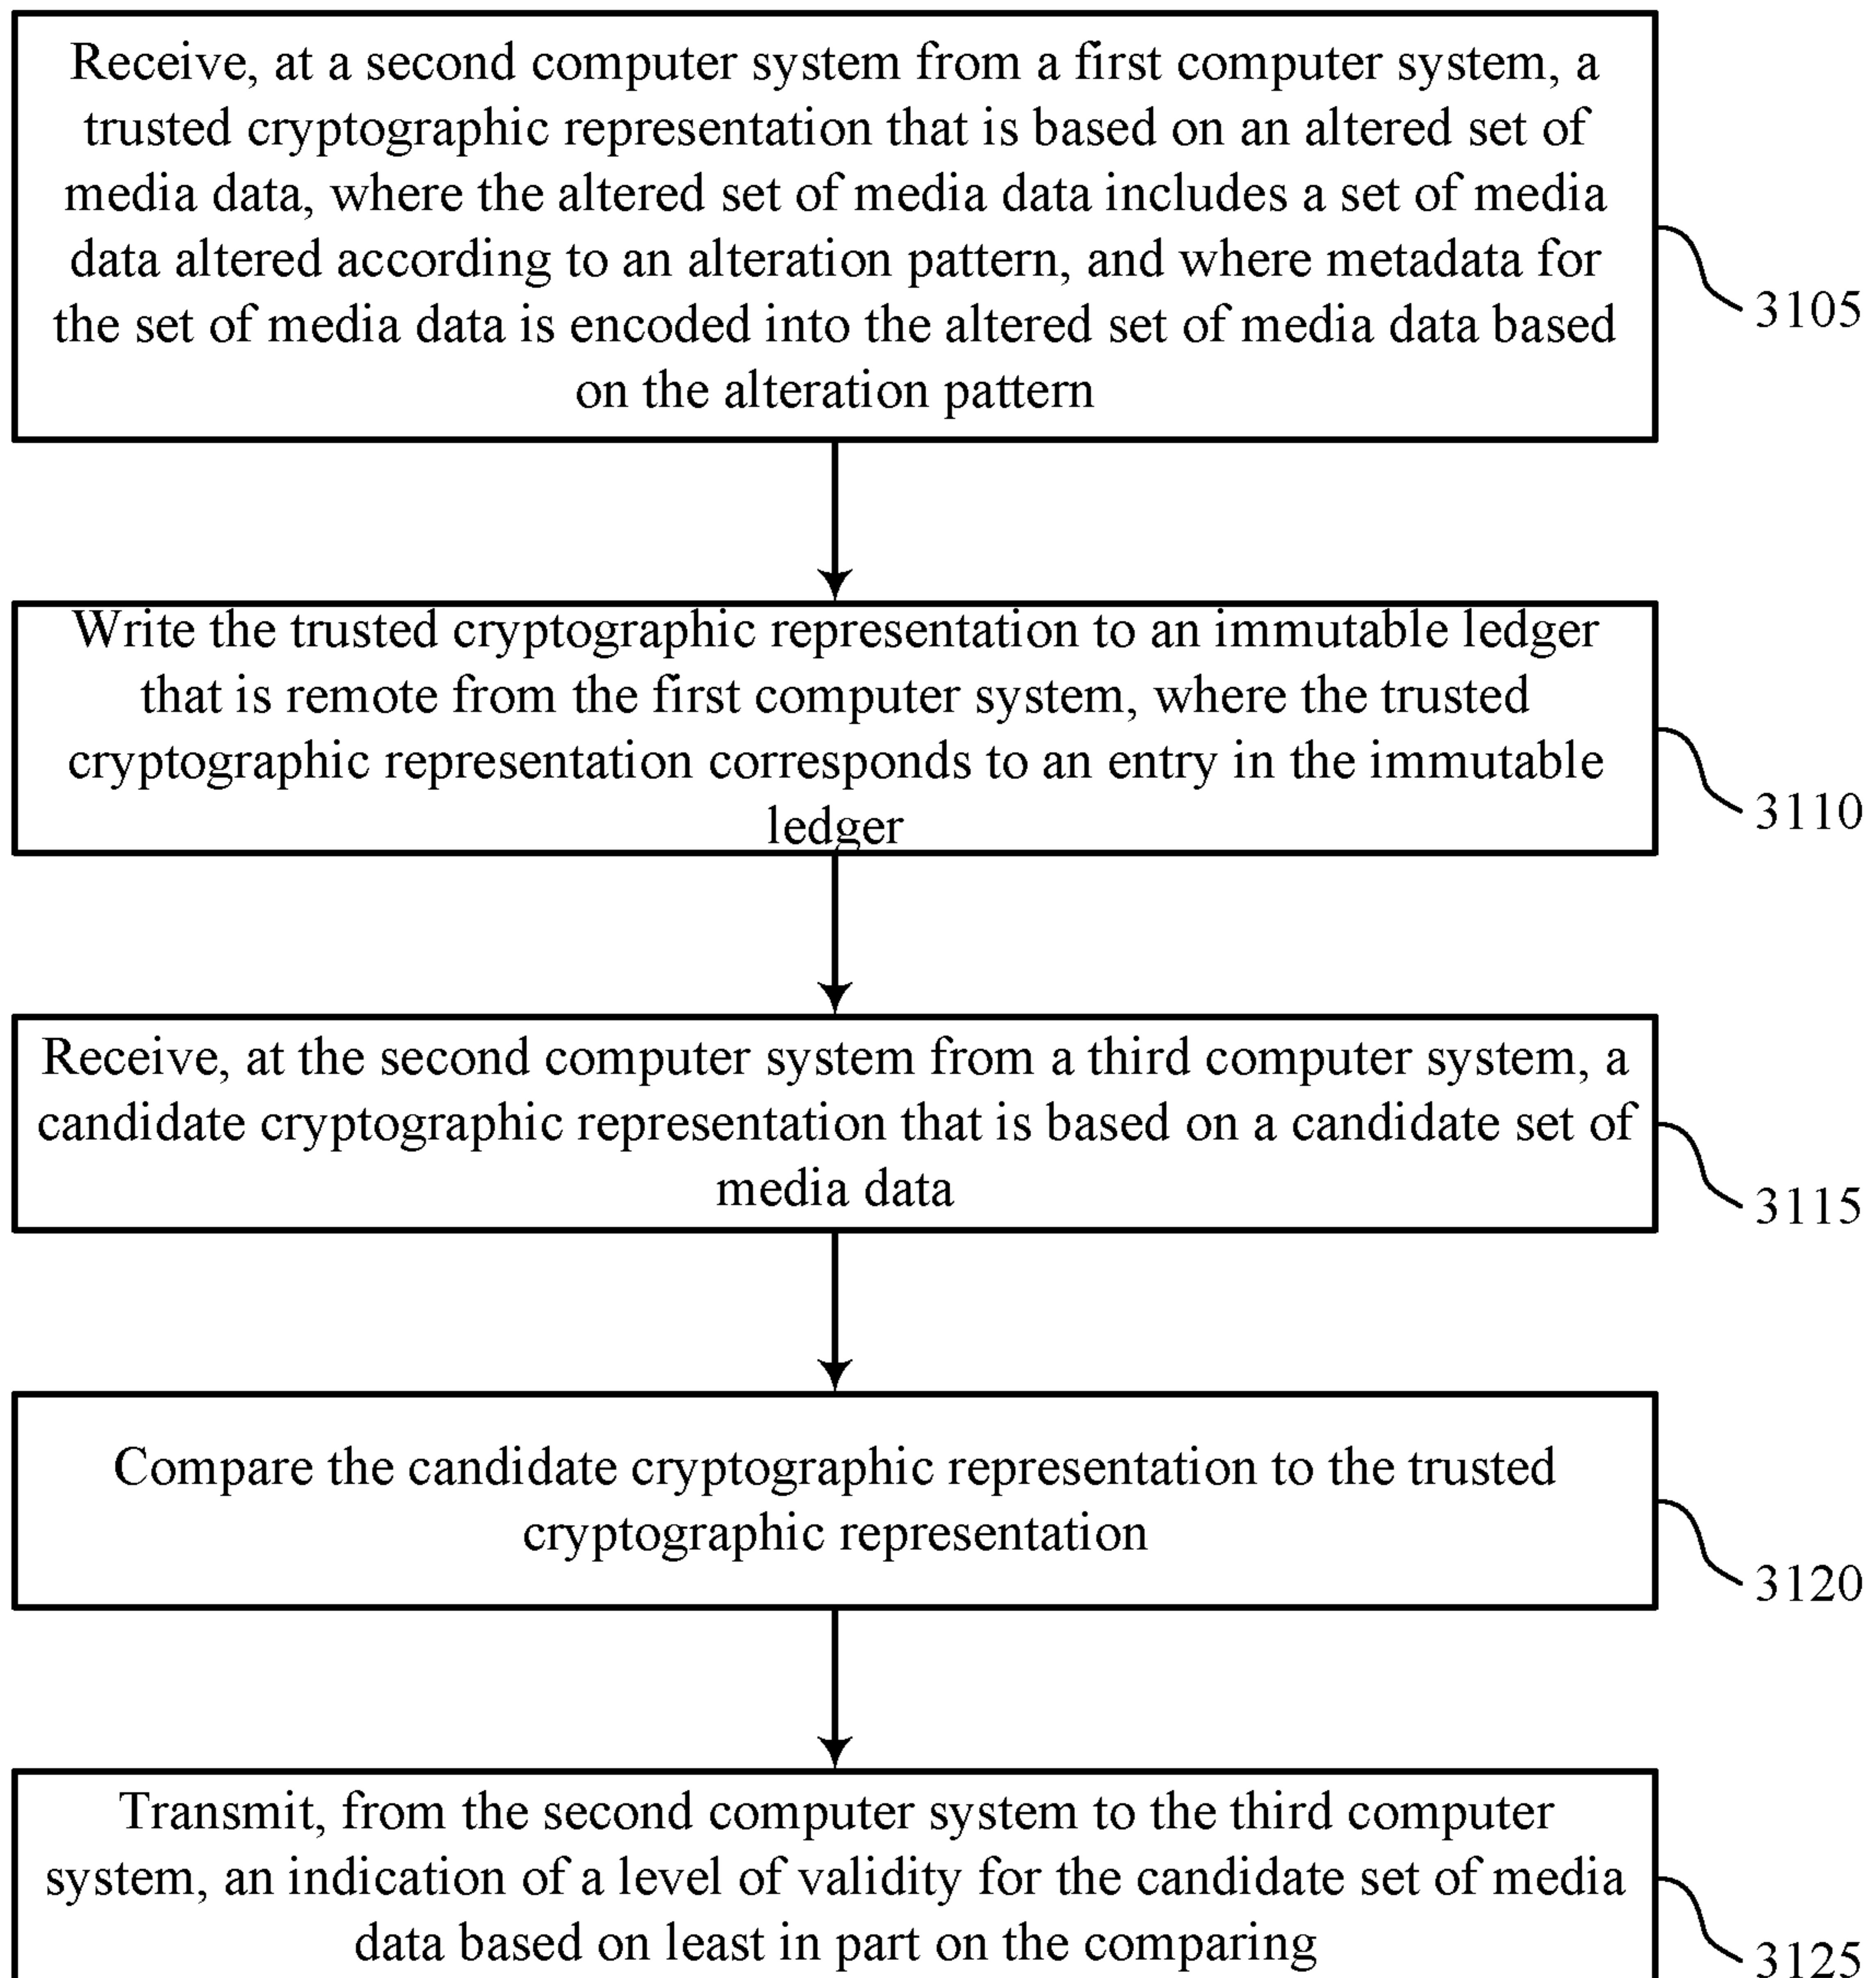 Receive, at a second computer system from a first computer system, a
trusted cryptographic representation that is based on an altered set of
media data, where the altered set of media data includes a set of media
data altered according to an alteration pattern, and where metadata for
the set of media data is encoded into the altered set of media data based
on the alteration pattern
3105
Write the trusted cryptographic representation to an immutable ledger
that is remote from the first computer system, where the trusted
cryptographic representation corresponds to an entry in the immutable
ledger
3110
Receive, at the second computer system from a third computer system, a
candidate cryptographic representation that is based on a candidate set of
media data
3115
Compare the candidate cryptographic representation to the trusted
cryptographic representation
3120
Transmit, from the second computer system to the third computer
system, an indication of a level of validity for the candidate set of media
data based on least in part on the comparing
3125